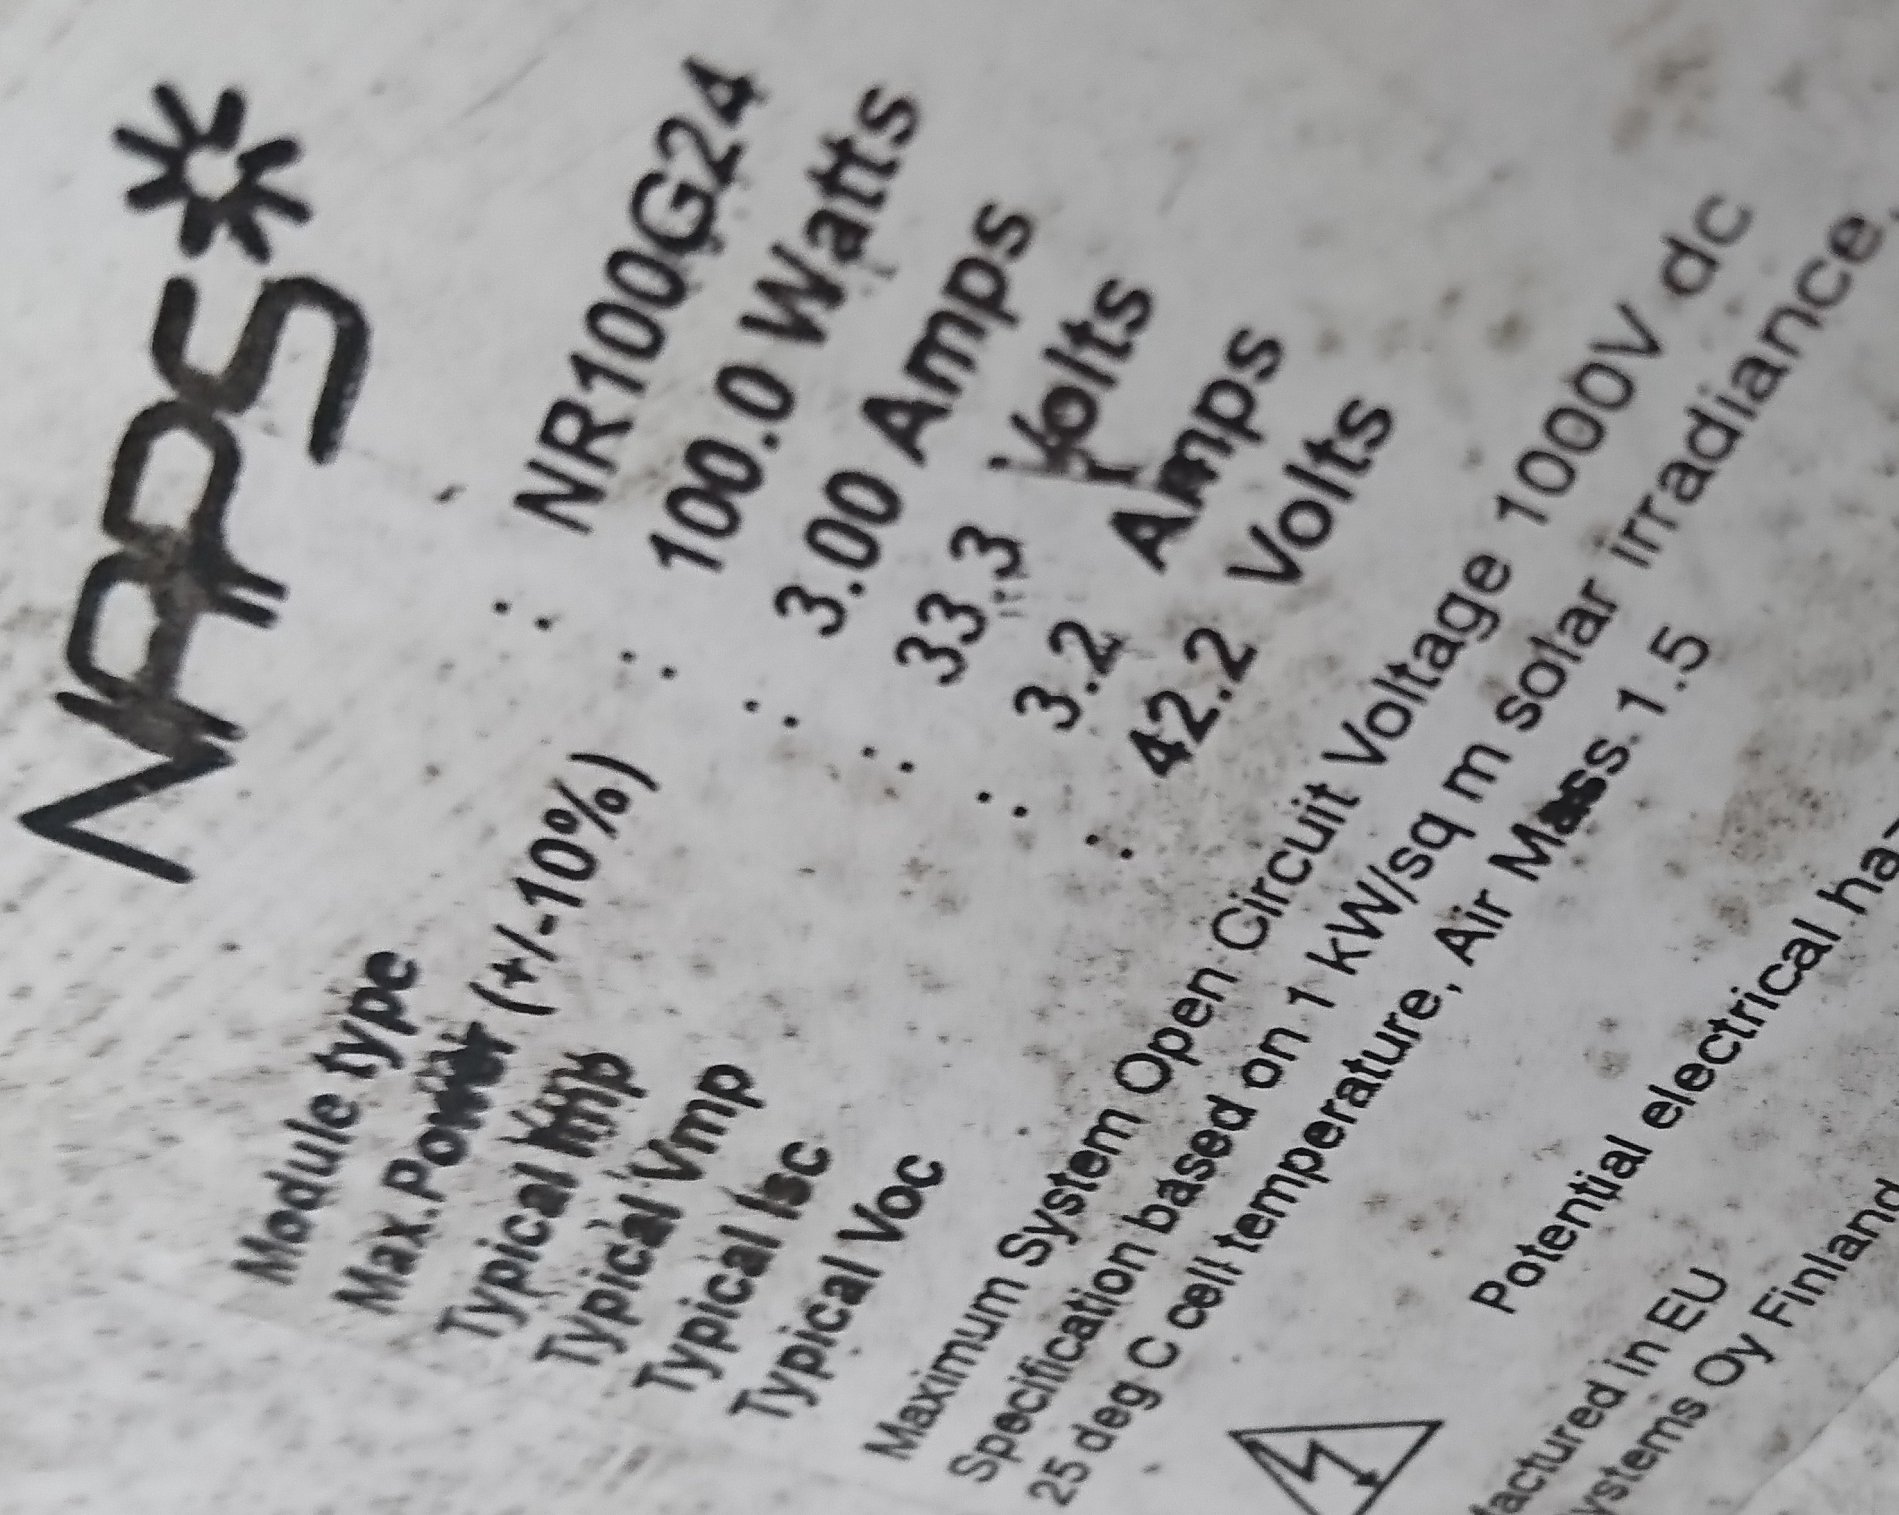 NAPS
Module type : NR100G24
Max.Power (+/-10%) : 100.0 Watts
Typical Imp : 3.00 Amps
Typical Vmp : 33.3 Volts
Typical Isc : 3.2 Amps
Typical Voc : 42.2 Volts
Maximum System Open Circuit Voltage 1000V dc
Specification based on 1 kW/sq m solar irradiance,
25 deg C cell temperature, Air Mass 1.5
Potential electrical ha
factured in EU
ystems Oy Finland